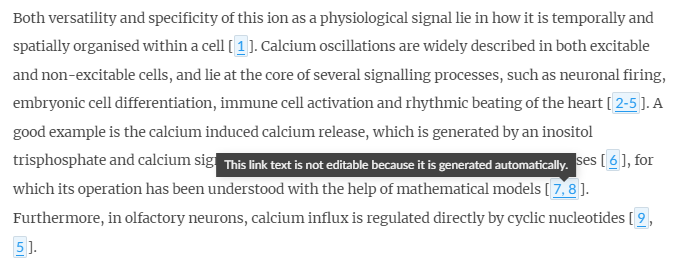 Both versatility and specificity of this ion as a physiological signal lie in how it is temporally and
spatially organised within a cell [1]. Calcium oscillations are widely described in both excitable
and non-excitable cells, and lie at the core of several signalling processes, such as neuronal firing,
embryonic cell differentiation, immune cell activation and rhythmic beating of the heart [2-5]. A
good example is the calcium induced calcium release, which is generated by an inositol
trisphosphate and calcium This link text is not editable because it is generated automatically. [6], for
which its operation has been understood with the help of mathematical models [7, 8].
Furthermore, in olfactory neurons, calcium influx is regulated directly by cyclic nucleotides [9,
5].